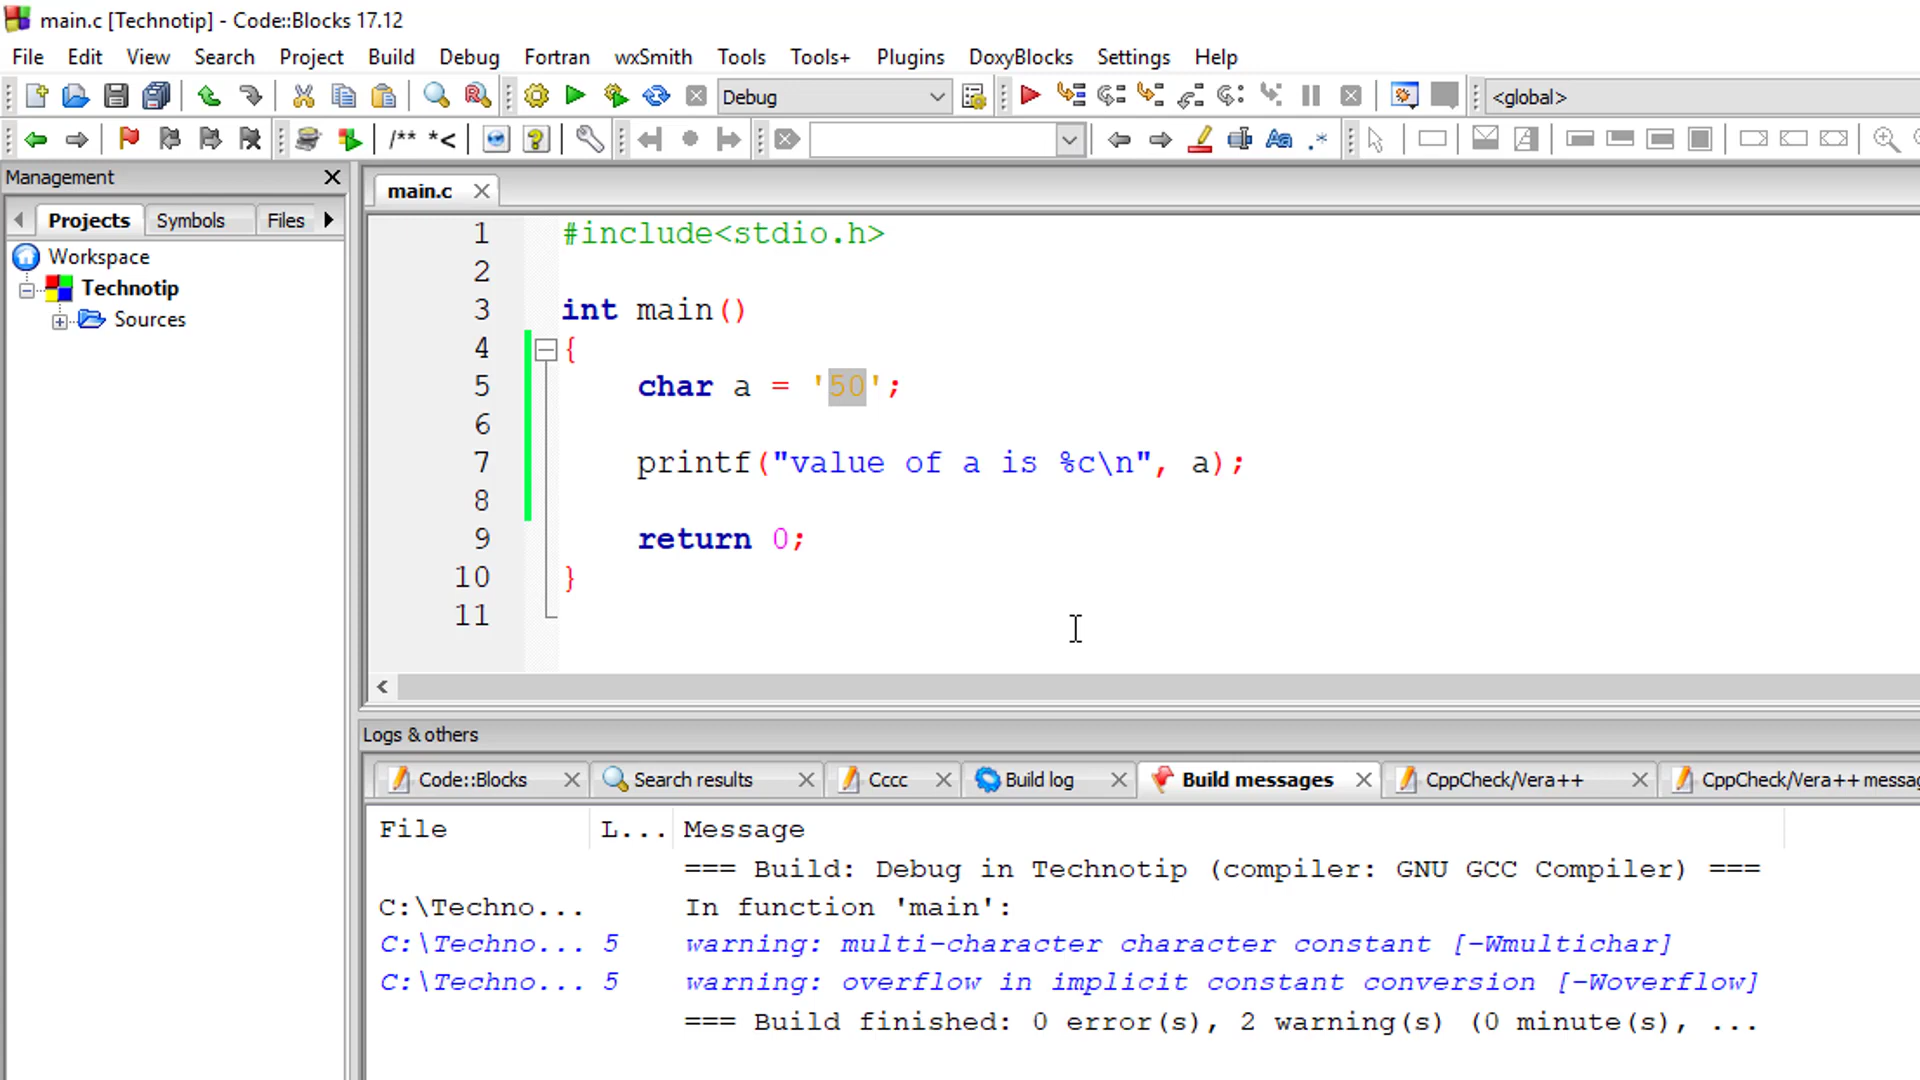 main.c [Technotip] - Code::Blocks 17.12
File Edit View Search Project Build Debug Fortran wxSmith Tools Tools+ Plugins DoxyBlocks Settings Help
Debug <global>
/** *<
Management
Projects Symbols Files
Workspace
Technotip
Sources
main.c
1 #include<stdio.h>
2
3 int main()
4 {
5 char a = '50';
6
7 printf("value of a is %c\n", a);
8
9 return 0;
10 }
11
Logs & others
Code::Blocks Search results Cccc Build log Build messages CppCheck/Vera++ CppCheck/Vera++ messag
File L... Message
=== Build: Debug in Technotip (compiler: GNU GCC Compiler) ===
C:\Techno... In function 'main':
C:\Techno... 5 warning: multi-character character constant [-Wmultichar]
C:\Techno... 5 warning: overflow in implicit constant conversion [-Woverflow]
=== Build finished: 0 error(s), 2 warning(s) (0 minute(s), ...